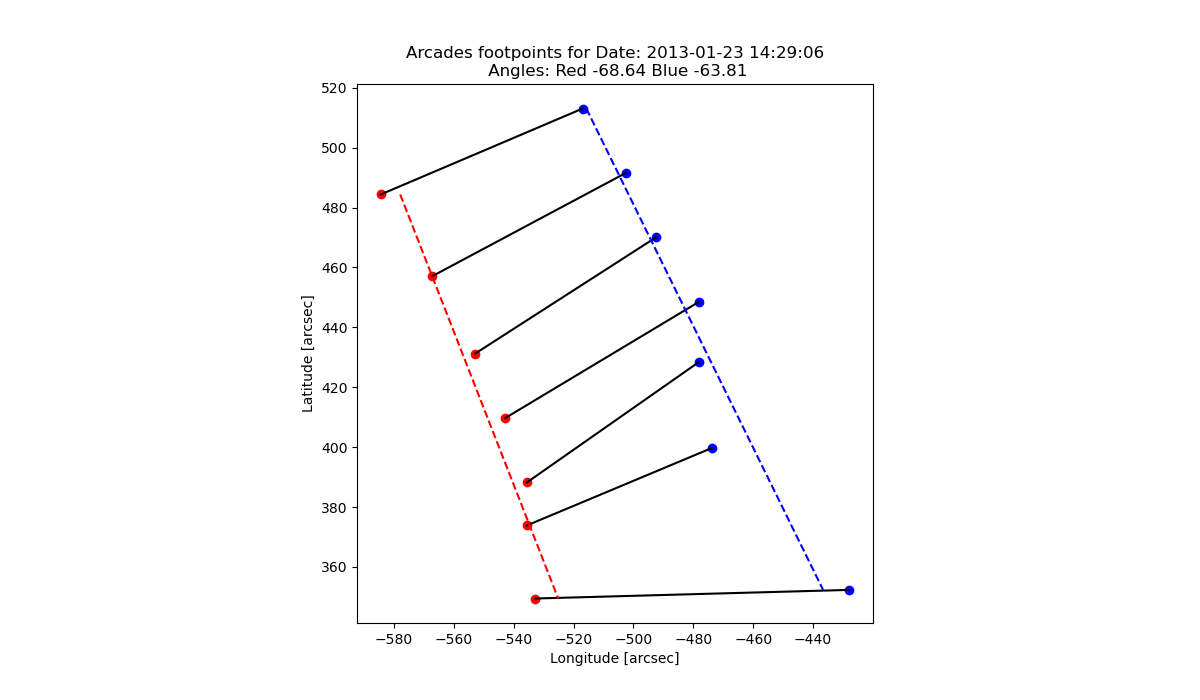 Arcades footpoints for Date: 2013-01-23 14:29:06
Angles: Red -68.64 Blue -63.81
520
500
480
460
440
420
400
380
360
Latitude [arcsec]
−580 −560 −540 −520 −500 −480 −460 −440
Longitude [arcsec]